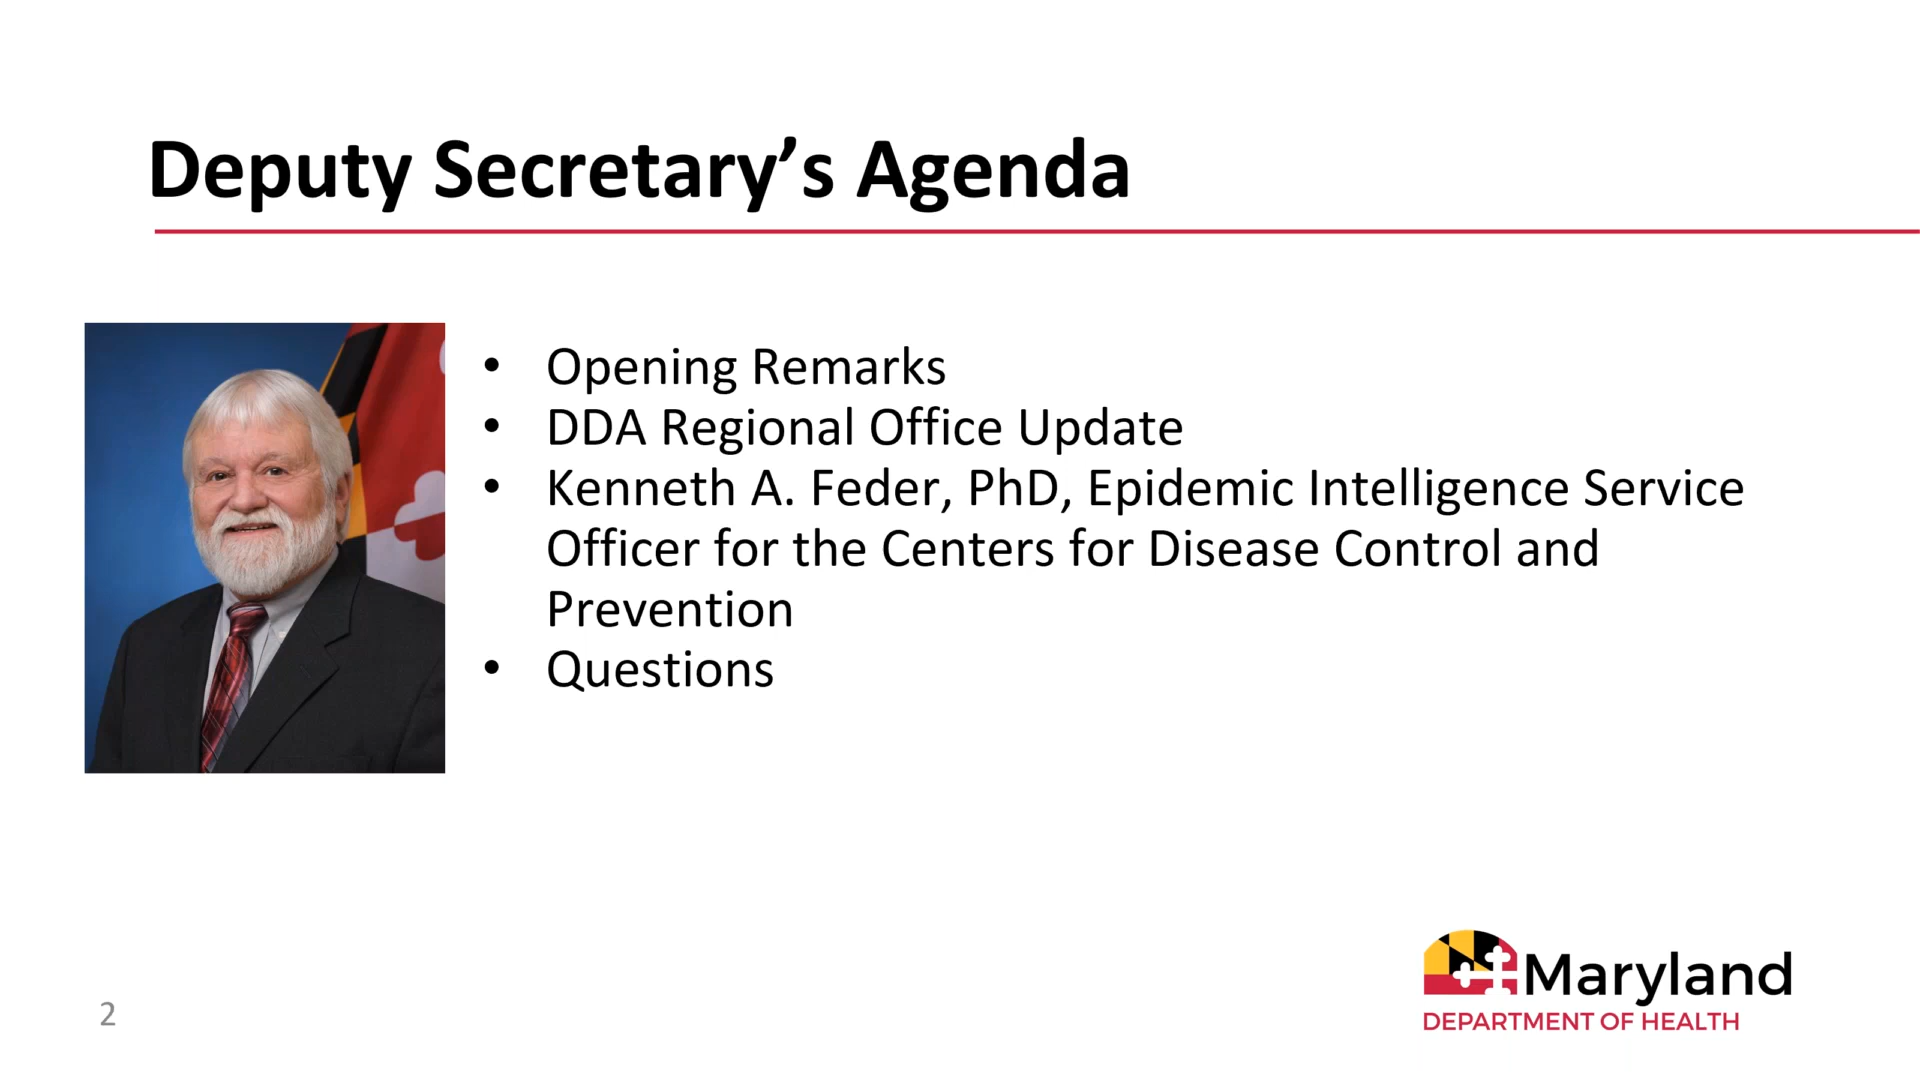 Deputy Secretary’s Agenda
• Opening Remarks
• DDA Regional Office Update
• Kenneth A. Feder, PhD, Epidemic Intelligence Service
Officer for the Centers for Disease Control and
Prevention
• Questions
2
Maryland
DEPARTMENT OF HEALTH